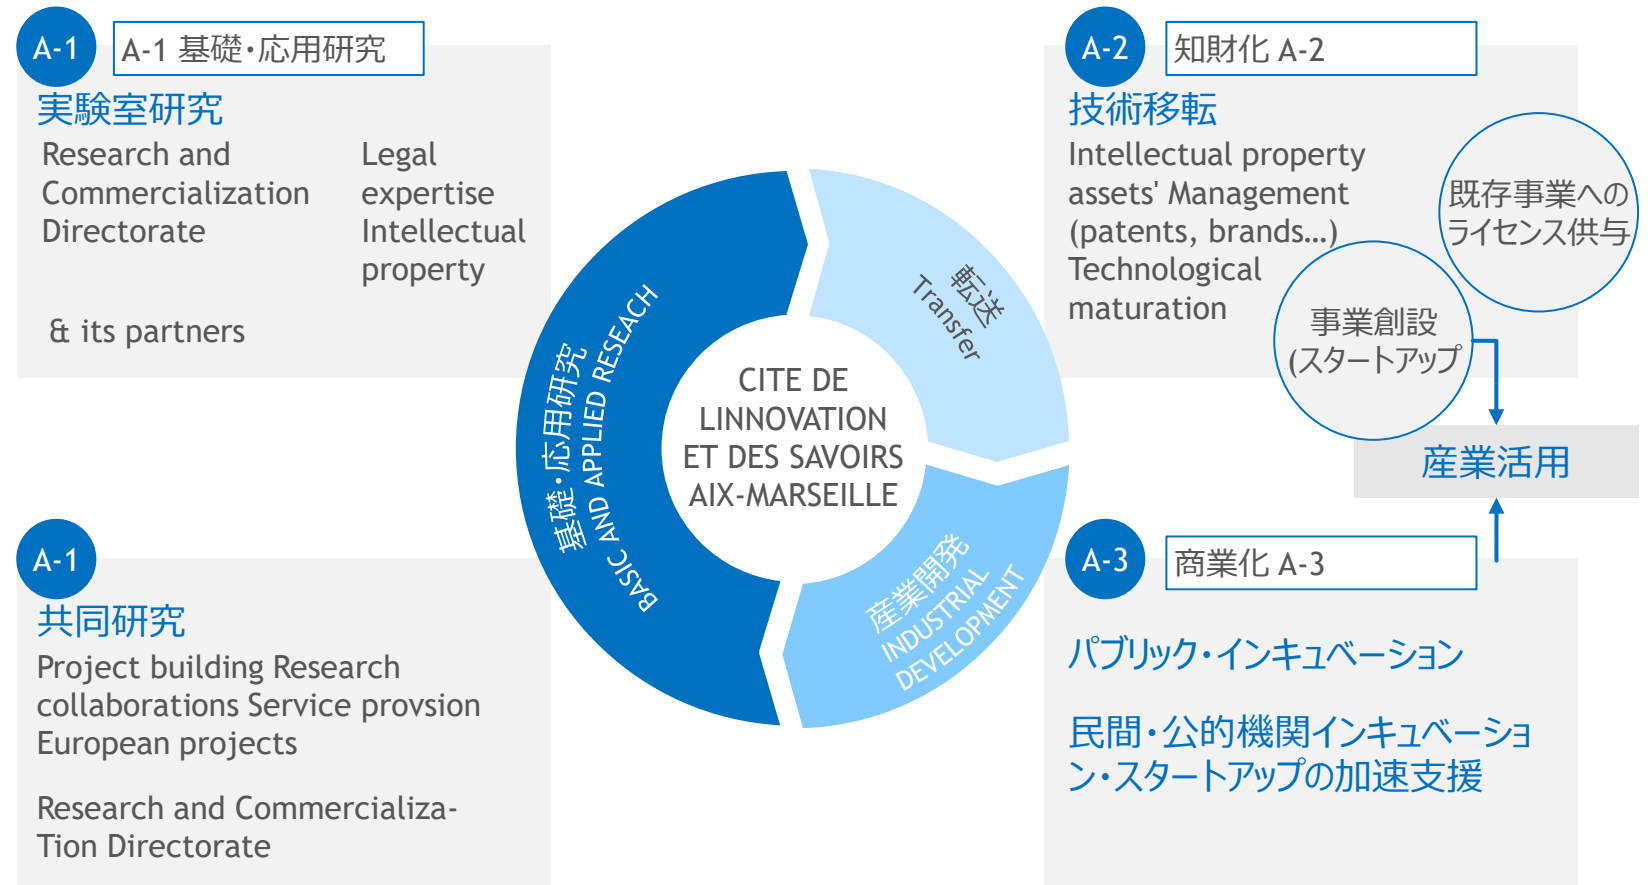 A-1
A-1 基礎・応用研究
実験室研究
Research and
Commercialization
Directorate
Legal
expertise
Intellectual
property
& its partners
A-1
共同研究
Project building Research
collaborations Service provsion
European projects
Research and Commercializa-
Tion Directorate
基礎・応用研究
BASIC AND APPLIED RESEACH
転送
Transfer
産業開発
INDUSTRIAL
DEVELOPMENT
CITE DE
LINNOVATION
ET DES SAVOIRS
AIX-MARSEILLE
A-2
知財化 A-2
技術移転
Intellectual property
assets' Management
(patents, brands…)
Technological
maturation
既存事業への
ライセンス供与
事業創設
(スタートアップ
産業活用
A-3
商業化 A-3
パブリック・インキュベーション
民間・公的機関インキュベーショ
ン・スタートアップの加速支援